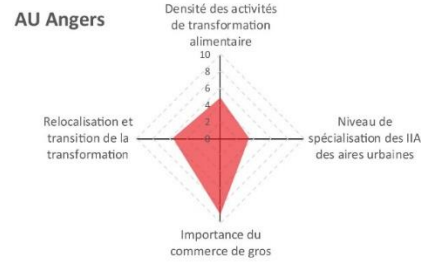 AU Angers
Densité des activités
de transformation
alimentaire
10
8
6
4
2
0
Relocalisation et
transition de la
transformation
Niveau de
spécialisation des IIA
des aires urbaines
Importance du
commerce de gros